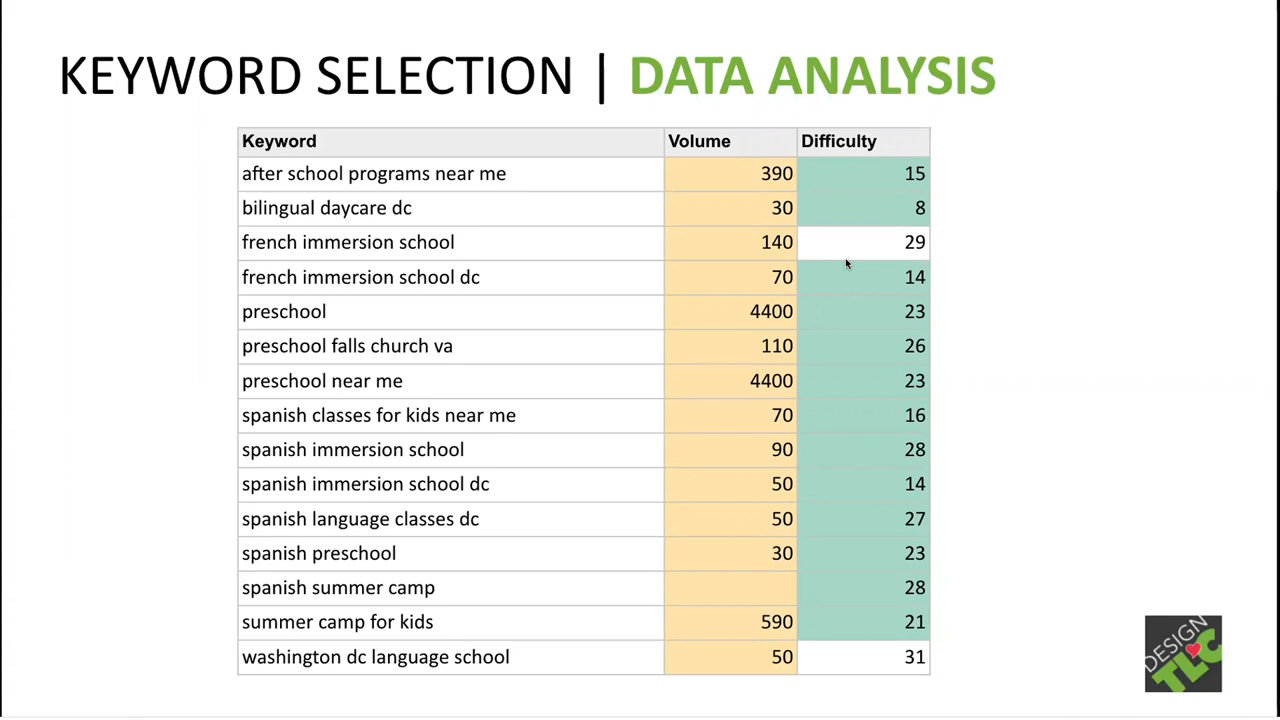 KEYWORD SELECTION | DATA ANALYSIS
Keyword Volume Difficulty
after school programs near me 390 15
bilingual daycare dc 30 8
french immersion school 140 29
french immersion school dc 70 14
preschool 4400 23
preschool falls church va 110 26
preschool near me 4400 23
spanish classes for kids near me 70 16
spanish immersion school 90 28
spanish immersion school dc 50 14
spanish language classes dc 50 27
spanish preschool 30 23
spanish summer camp 28
summer camp for kids 590 21
washington dc language school 50 31
DESIGN
TLC